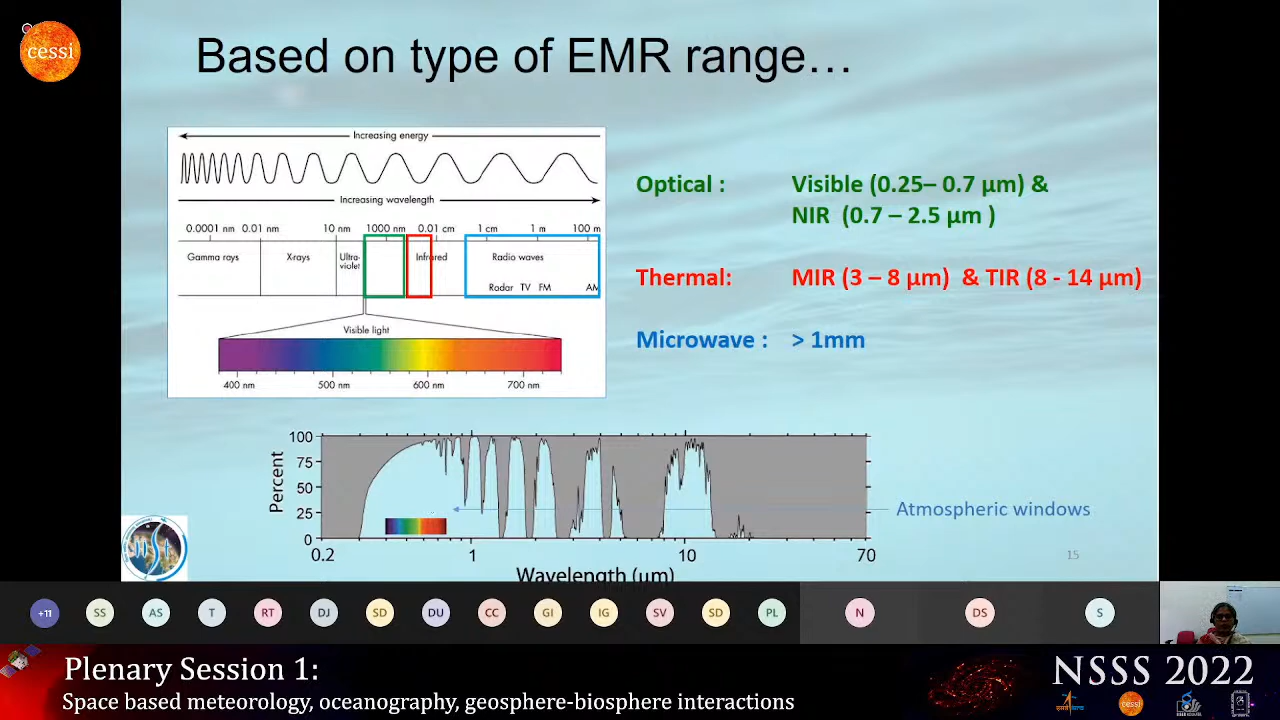 cessi
Based on type of EMR range…
Increasing energy
Increasing wavelength
0.0001 nm 0.01 nm 10 nm 1000 nm 0.01 cm 1 cm 1 m 100 m
Gamma rays X-rays Ultra- Infrared Radio waves
violet
Radar TV FM AM
Visible light
400 nm 500 nm 600 nm 700 nm
Optical : Visible (0.25– 0.7 μm) &
NIR (0.7 – 2.5 μm )
Thermal: MIR (3 – 8 μm) & TIR (8 - 14 μm)
Microwave : > 1mm
Percent
100
75
50
25
0
0.2 1 10 70
Wavelength (μm)
Atmospheric windows
15
+11 SS AS T RT DJ SD DU CC GI IG SV SD PL N DS S
Plenary Session 1:
Space based meteorology, oceanography, geosphere-biosphere interactions
NSSS 2022
cessi